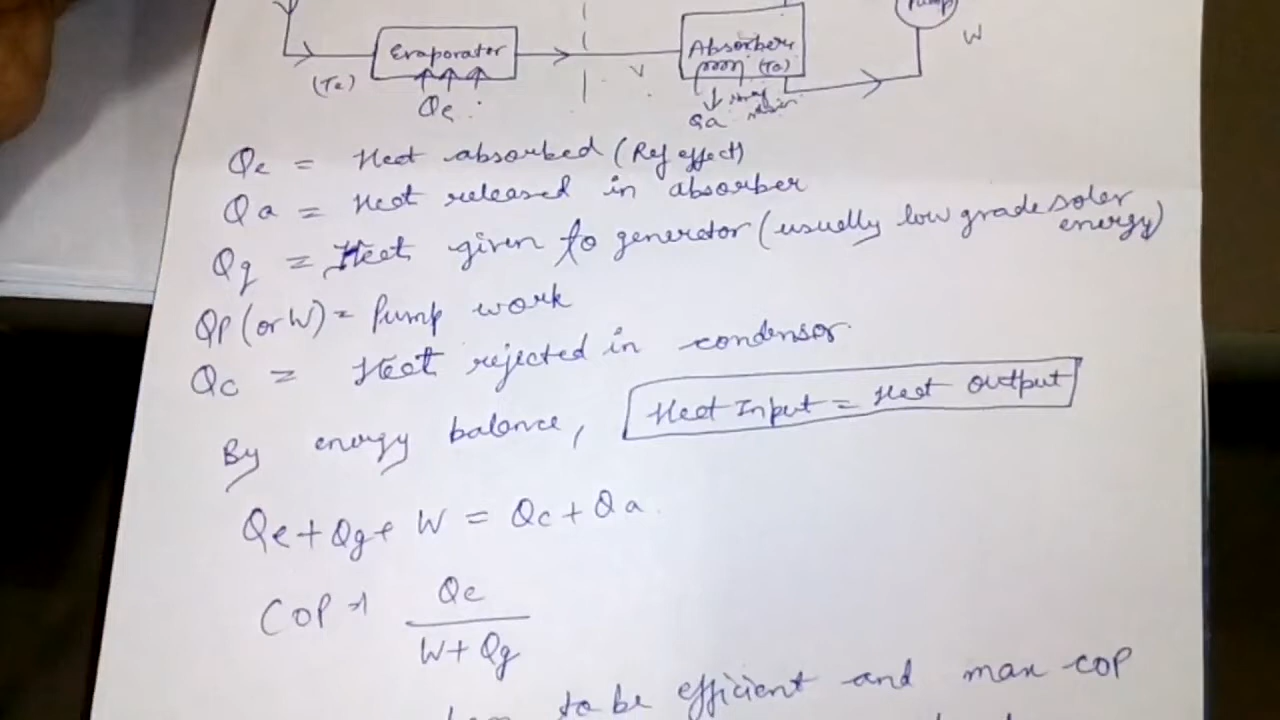 Pump
W
Evaporator
Absorber
(Te)
V
(Ta)
Qe
Qa
Qe = Heat absorbed (Ref effect)
Qa = Heat released in absorber
Qg = Heat given to generator (usually low grade solar energy)
QP (or W) = Pump work
Qc = Heat rejected in condensor
By energy balance, Heat Input = Heat Output
Qe + Qg + W = Qc + Qa
COP = Qe
W + Qg
to be efficient and max COP